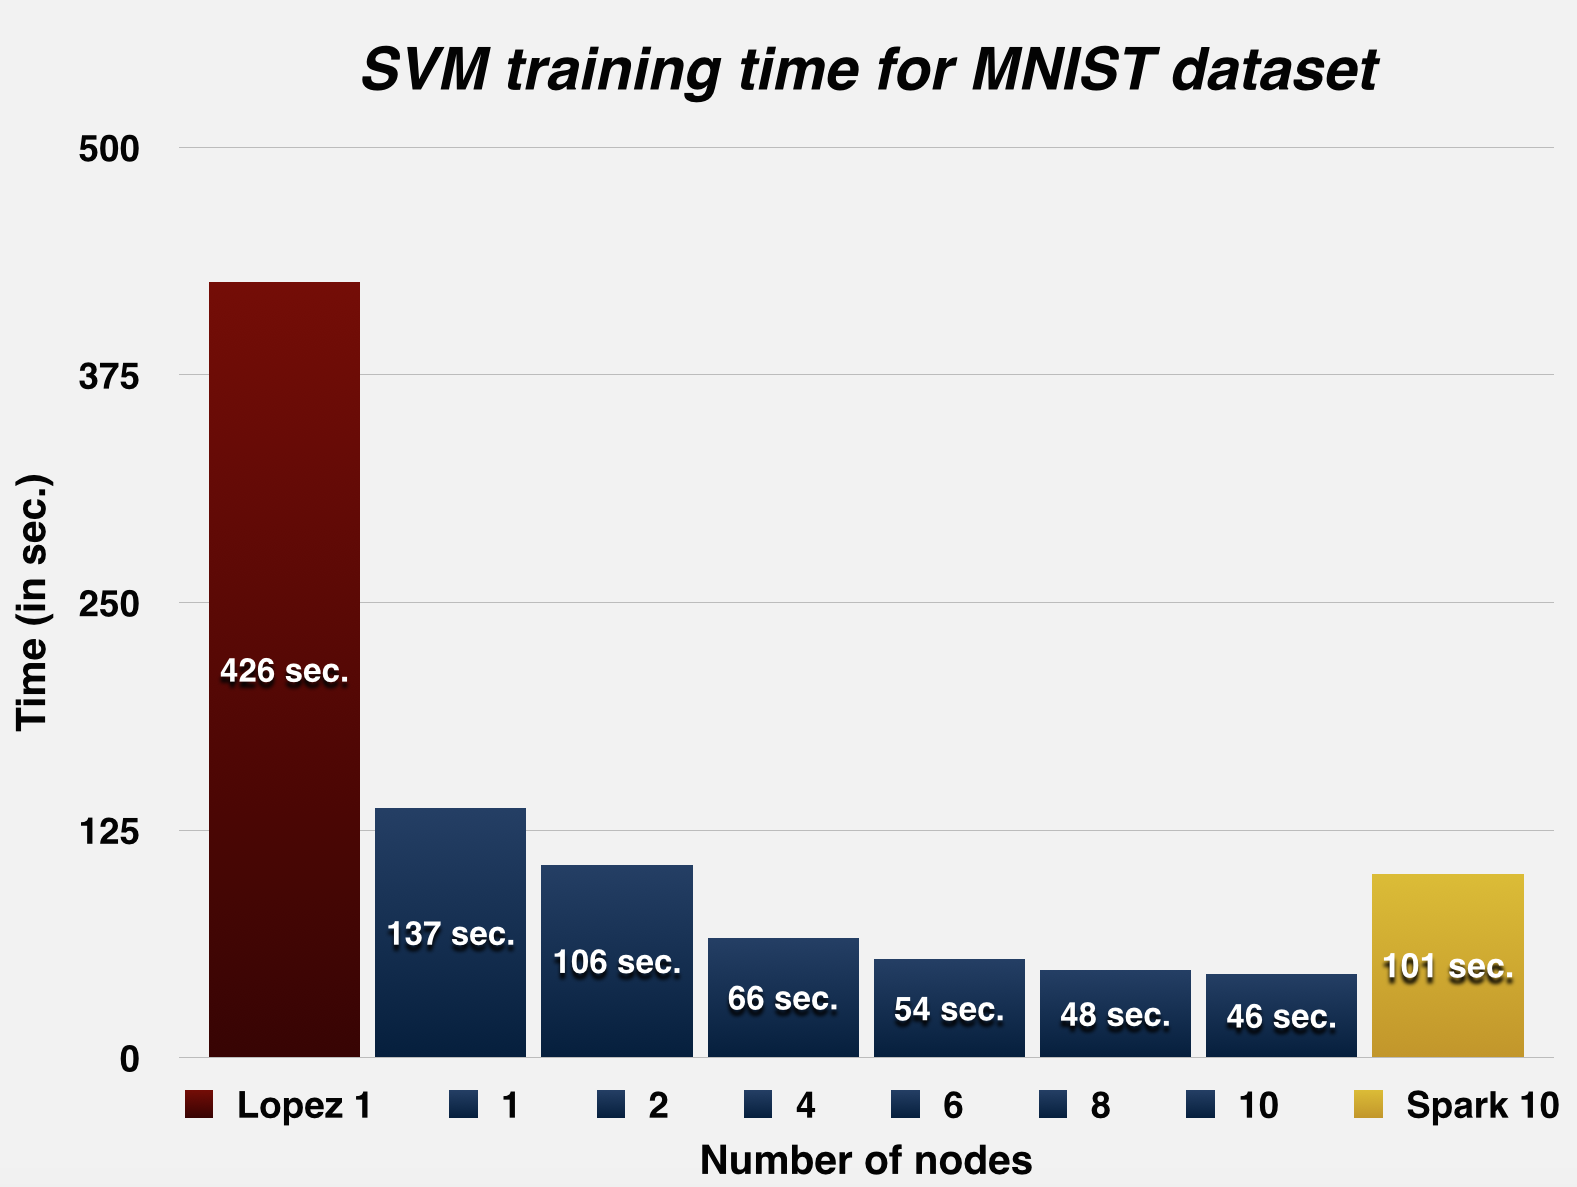 SVM training time for MNIST dataset
500
375
250
125
0
Time (in sec.)
426 sec.
137 sec.
106 sec.
66 sec.
54 sec.
48 sec.
46 sec.
101 sec.
Lopez 1 1 2 4 6 8 10 Spark 10
Number of nodes